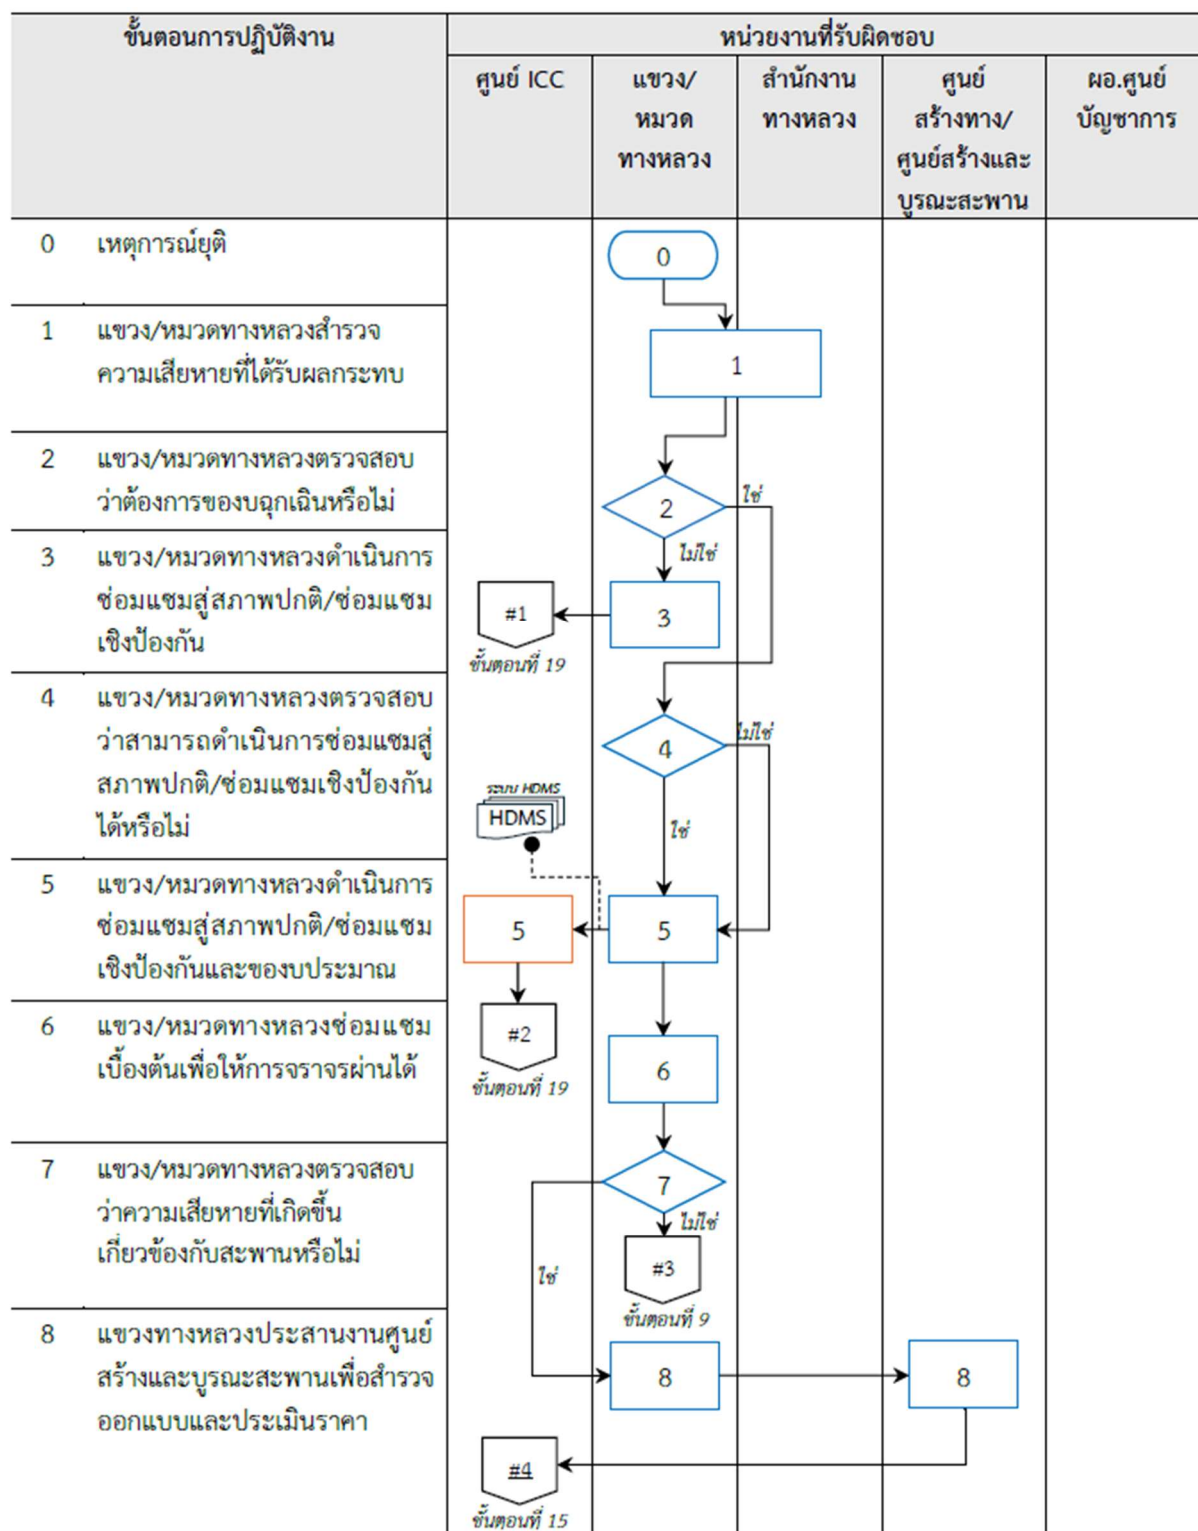 ขั้นตอนการปฏิบัติงาน
หน่วยงานที่รับผิดชอบ
ศูนย์ ICC
แขวง/
หมวด
ทางหลวง
สำนักงาน
ทางหลวง
ศูนย์
สร้างทาง/
ศูนย์สร้างและ
บูรณะสะพาน
ผอ.ศูนย์
บัญชาการ
0 เหตุการณ์ยุติ
0
1 แขวง/หมวดทางหลวงสำรวจ
ความเสียหายที่ได้รับผลกระทบ
1
2 แขวง/หมวดทางหลวงตรวจสอบ
ว่าต้องการของบฉุกเฉินหรือไม่
2
ใช่
ไม่ใช่
3 แขวง/หมวดทางหลวงดำเนินการ
ซ่อมแซมสู่สภาพปกติ/ซ่อมแซม
เชิงป้องกัน
#1
3
ขั้นตอนที่ 19
4 แขวง/หมวดทางหลวงตรวจสอบ
ว่าสามารถดำเนินการซ่อมแซมสู่
สภาพปกติ/ซ่อมแซมเชิงป้องกัน
ได้หรือไม่
4
ไม่ใช่
ระบบ HDMS
HDMS
ใช่
5 แขวง/หมวดทางหลวงดำเนินการ
ซ่อมแซมสู่สภาพปกติ/ซ่อมแซม
เชิงป้องกันและของบประมาณ
5
5
6 แขวง/หมวดทางหลวงซ่อมแซม
เบื้องต้นเพื่อให้การจราจรผ่านได้
#2
6
ขั้นตอนที่ 19
7 แขวง/หมวดทางหลวงตรวจสอบ
ว่าความเสียหายที่เกิดขึ้น
เกี่ยวข้องกับสะพานหรือไม่
7
ไม่ใช่
ใช่
#3
ขั้นตอนที่ 9
8 แขวงทางหลวงประสานงานศูนย์
สร้างและบูรณะสะพานเพื่อสำรวจ
ออกแบบและประเมินราคา
8
8
#4
ขั้นตอนที่ 15